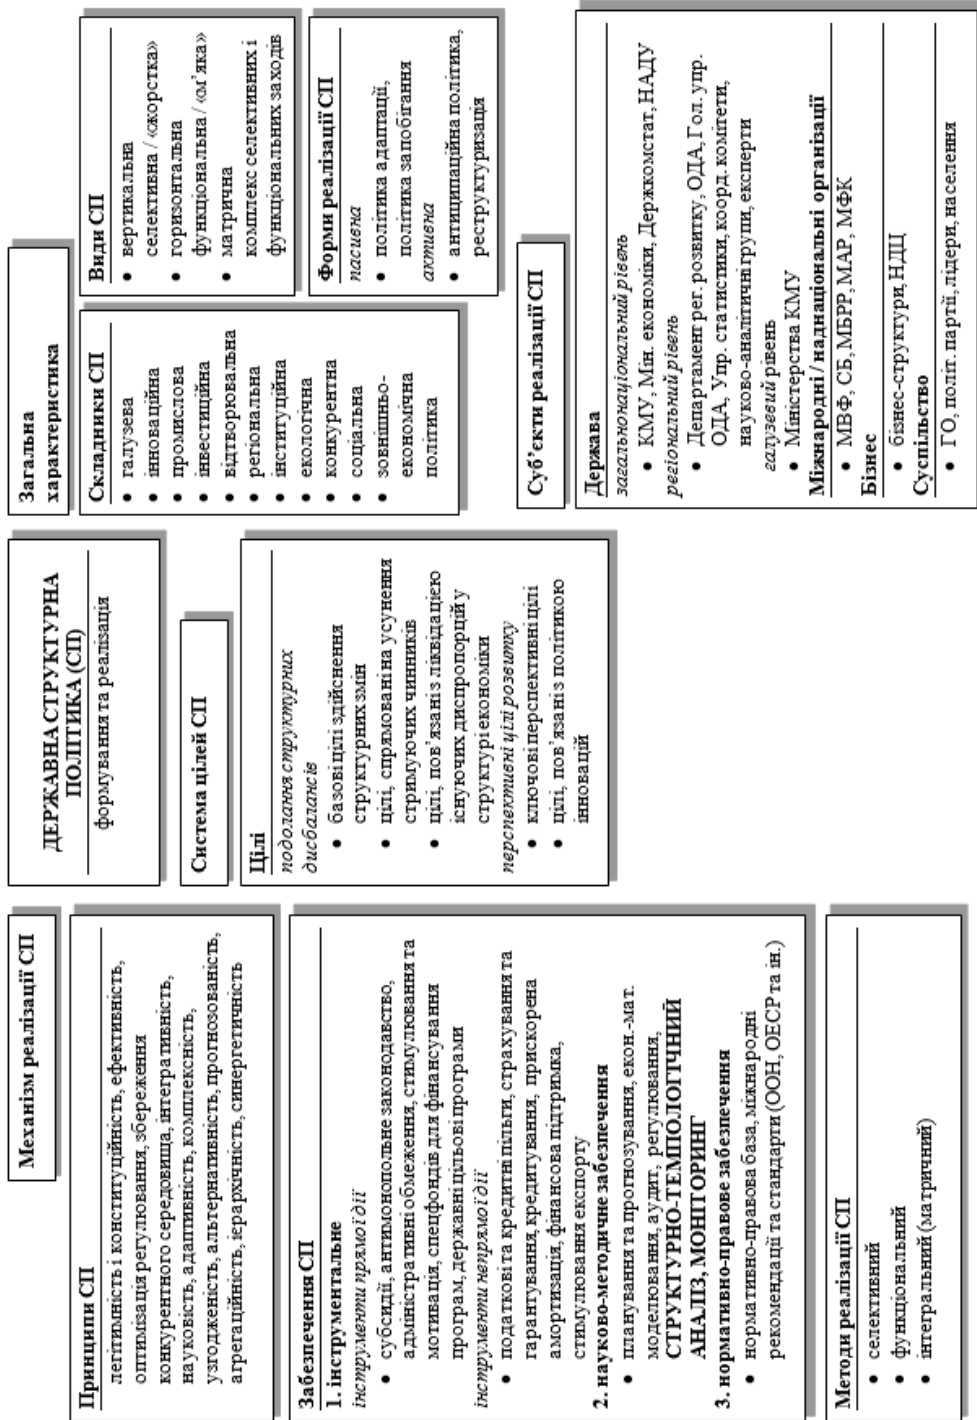 Механізм реалізації СП
Принципи СП
легітимність і конституційність, ефективність,
оптимізація регулювання, збереження
конкурентного середовища, інтегративність,
науковість, адаптивність, комплексність,
узгодженість, альтернативність, прогнозованість,
агрегаційність, ієрархічність, синергетичність
Забезпечення СП
1. інструментальне
інструменти прямої дії
• субсидії, антимонопольне законодавство,
адміністративні обмеження, стимулювання та
мотивація, спецфондів для фінансування
програм, державні цільові програми
інструменти непрямої дії
• податкові та кредитні пільги, страхування та
гарантування, кредитування, прискорена
амортизація, фінансова підтримка,
стимулювання експорту
2. науково-методичне забезпечення
• планування та прогнозування, екон.-мат.
моделювання, аудит, регулювання,
СТРУКТУРНО-ТЕМПОЛОГІЧНИЙ
АНАЛІЗ, МОНІТОРИНГ
3. нормативно-правове забезпечення
• нормативно-правова база, міжнародні
рекомендації та стандарти (ООН, ОЕСР та ін.)
Методи реалізації СП
• селективний
• функціональний
• інтегральний (матричний)
ДЕРЖАВНА СТРУКТУРНА
ПОЛІТИКА (СП)
формування та реалізація
Система цілей СП
Цілі
подолання структурних
дисбалансів
• базові цілі здійснення
структурних змін
• цілі, спрямовані на усунення
стримуючих чинників
• цілі, пов’язані з ліквідацією
існуючих диспропорцій у
структурі економіки
перспективні цілі розвитку
• ключові перспективні цілі
• цілі, пов’язані з політикою
інновацій
Загальна
характеристика
Складники СП
• галузева
• інноваційна
• промислова
• інвестиційна
• відтворювальна
• регіональна
• інституційна
• екологічна
• конкурентна
• соціальна
• зовнішньо-
економічна
політика
Види СП
• вертикальна
селективна / «жорстка»
• горизонтальна
функціональна / «м’яка»
• матрична
комплекс селективних і
функціональних заходів
Форми реалізації СП
пасивна
• політика адаптації,
політика запобігання
активна
• антиципаційна політика,
реструктуризація
Суб’єкти реалізації СП
Держава
загальнонаціональний рівень
• КМУ, Мін. економіки, Держкомстат, НАДУ
регіональний рівень
• Департамент рег. розвитку, ОДА, Гол. упр.
ОДА, Упр. статистики, коорд. комітети,
науково-аналітичні групи, експерти
галузевий рівень
• Міністерства КМУ
Міжнародні / наднаціональні організації
• МВФ, СБ, МБРР, МАР, МФК
Бізнес
• бізнес-структури, НДЦ
Суспільство
• ГО, політ. партії, лідери, населення